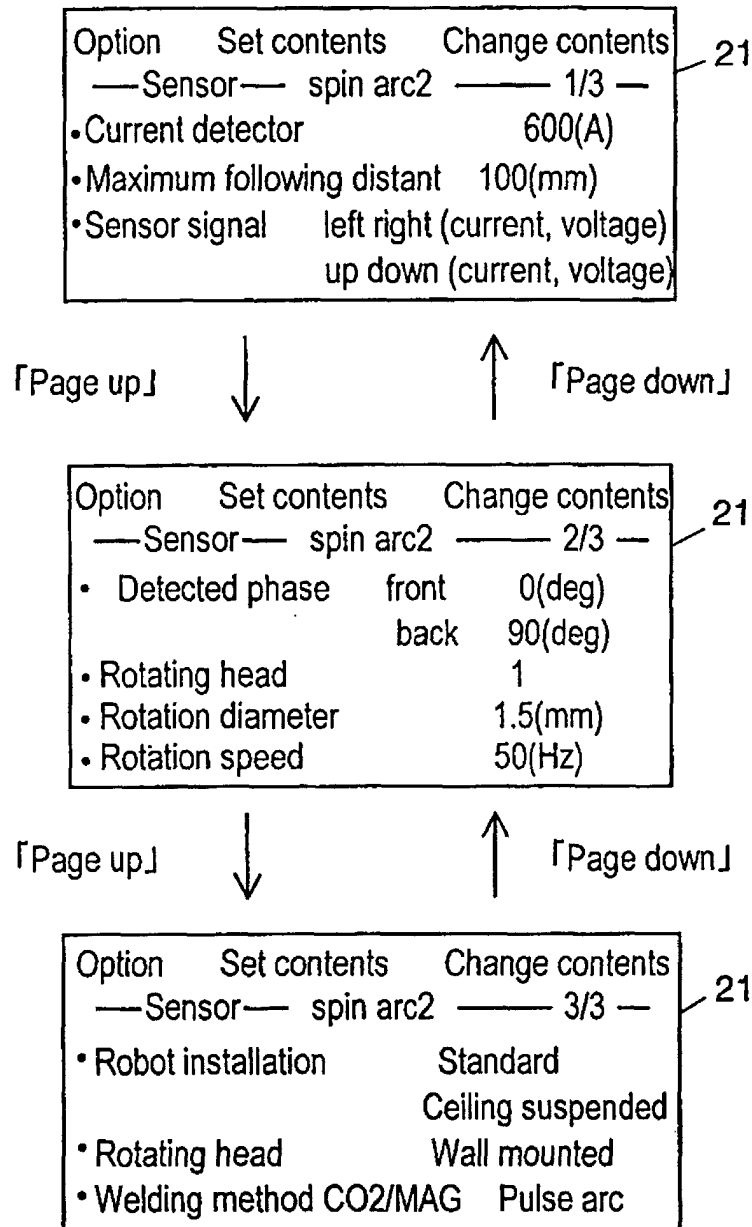 Option Set contents Change contents
—Sensor— spin arc2 —— 1/3 —
21
•Current detector 600(A)
•Maximum following distant 100(mm)
•Sensor signal left right (current, voltage)
up down (current, voltage)
「Page up」 「Page down」
Option Set contents Change contents
—Sensor— spin arc2 —— 2/3 —
21
• Detected phase front 0(deg)
back 90(deg)
• Rotating head 1
• Rotation diameter 1.5(mm)
• Rotation speed 50(Hz)
「Page up」 「Page down」
Option Set contents Change contents
—Sensor— spin arc2 —— 3/3 —
21
• Robot installation Standard
Ceiling suspended
• Rotating head Wall mounted
• Welding method CO2/MAG Pulse arc